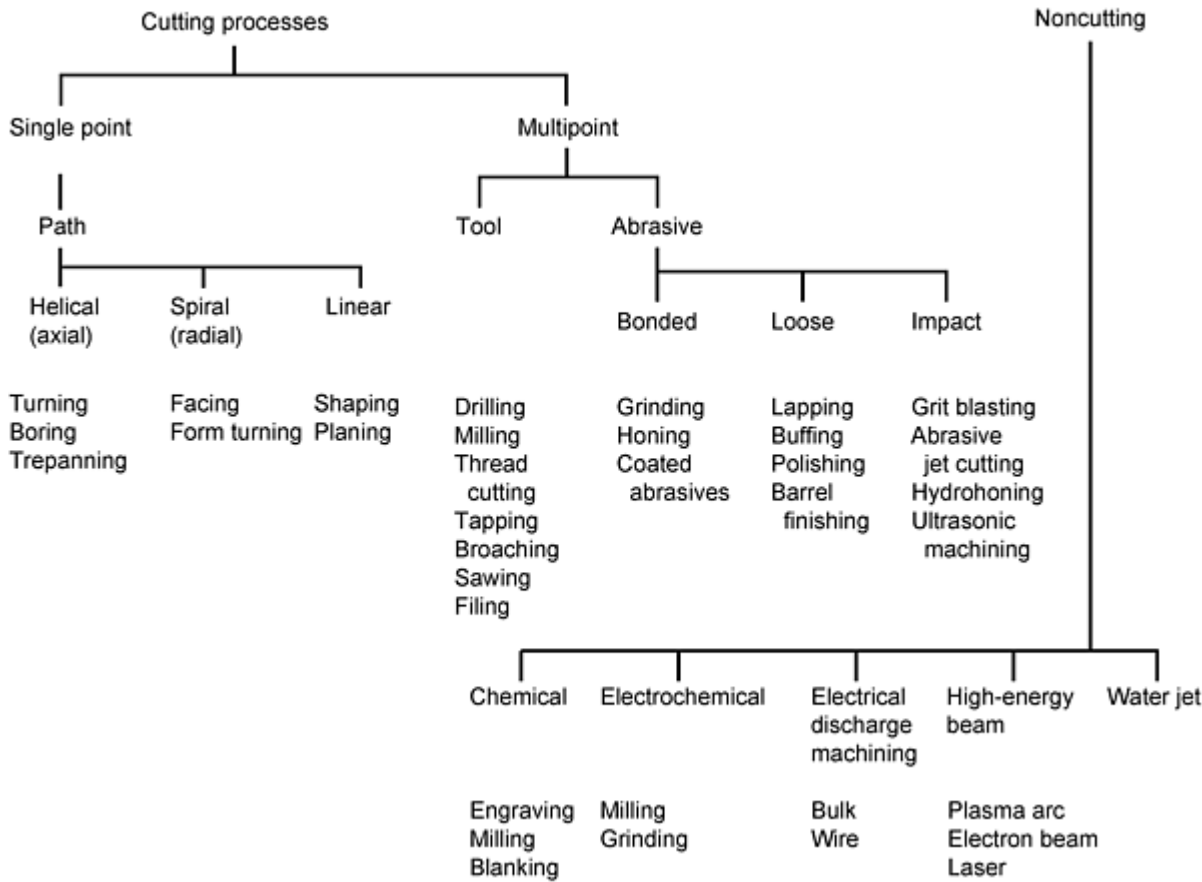 Cutting processes
Noncutting
Single point
Multipoint
Path
Tool
Abrasive
Helical
(axial)
Spiral
(radial)
Linear
Bonded
Loose
Impact
Turning
Boring
Trepanning
Facing
Form turning
Shaping
Planing
Drilling
Milling
Thread
cutting
Tapping
Broaching
Sawing
Filing
Grinding
Honing
Coated
abrasives
Lapping
Buffing
Polishing
Barrel
finishing
Grit blasting
Abrasive
jet cutting
Hydrohoning
Ultrasonic
machining
Chemical
Electrochemical
Electrical
discharge
machining
High-energy
beam
Water jet
Engraving
Milling
Blanking
Milling
Grinding
Bulk
Wire
Plasma arc
Electron beam
Laser